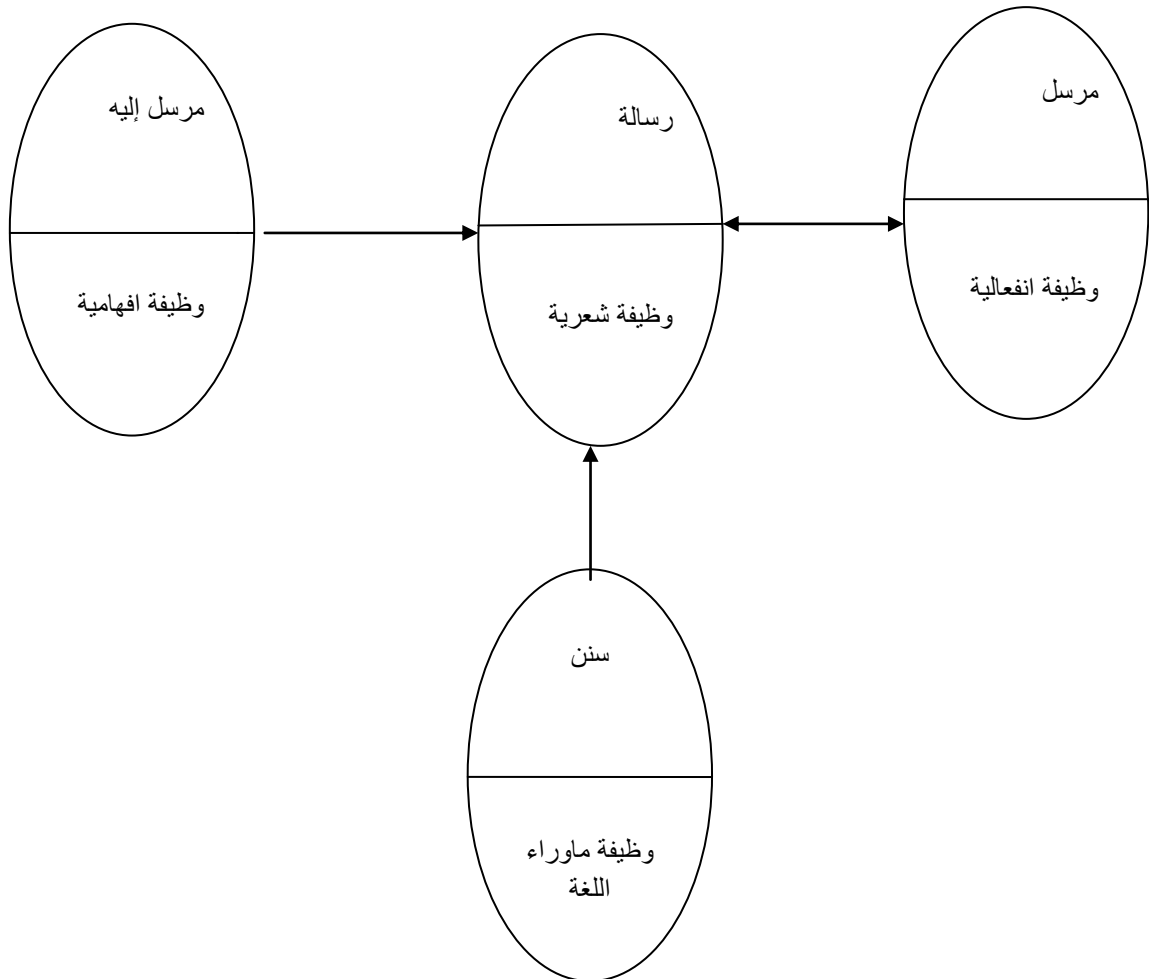 مرسل
وظيفة انفعالية
رسالة
وظيفة شعرية
مرسل إليه
وظيفة افهامية
سنن
وظيفة ماوراء
اللغة